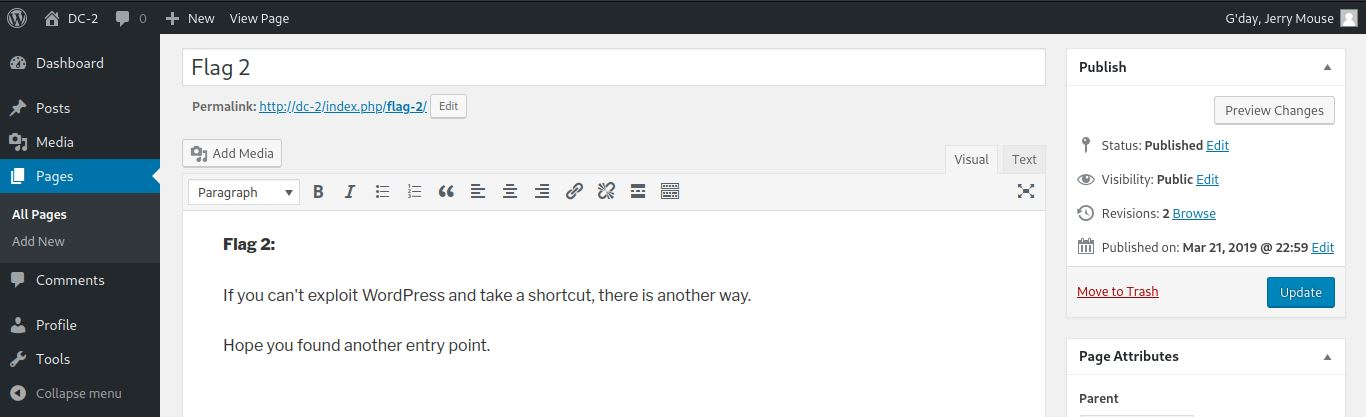 DC-2 0 New View Page G'day, Jerry Mouse
Dashboard
Posts
Media
Pages
All Pages
Add New
Comments
Profile
Tools
Collapse menu
Flag 2
Permalink: http://dc-2/index.php/flag-2/ Edit
Add Media
Visual Text
Paragraph
Flag 2:
If you can't exploit WordPress and take a shortcut, there is another way.
Hope you found another entry point.
Publish
Preview Changes
Status: Published Edit
Visibility: Public Edit
Revisions: 2 Browse
Published on: Mar 21, 2019 @ 22:59 Edit
Move to Trash Update
Page Attributes
Parent